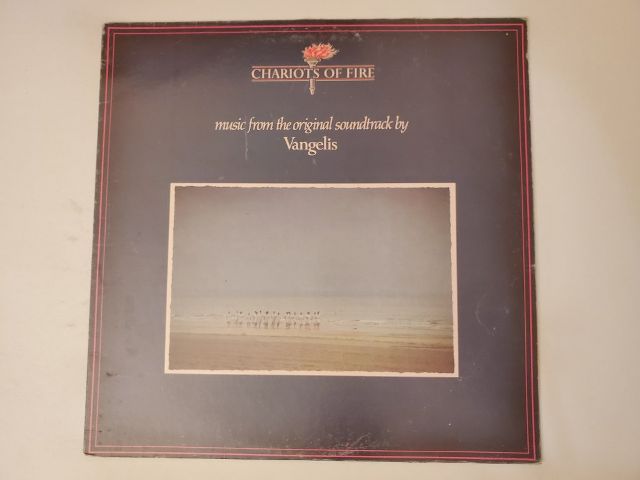 CHARIOTS OF FIRE
music from the original soundtrack by
Vangelis